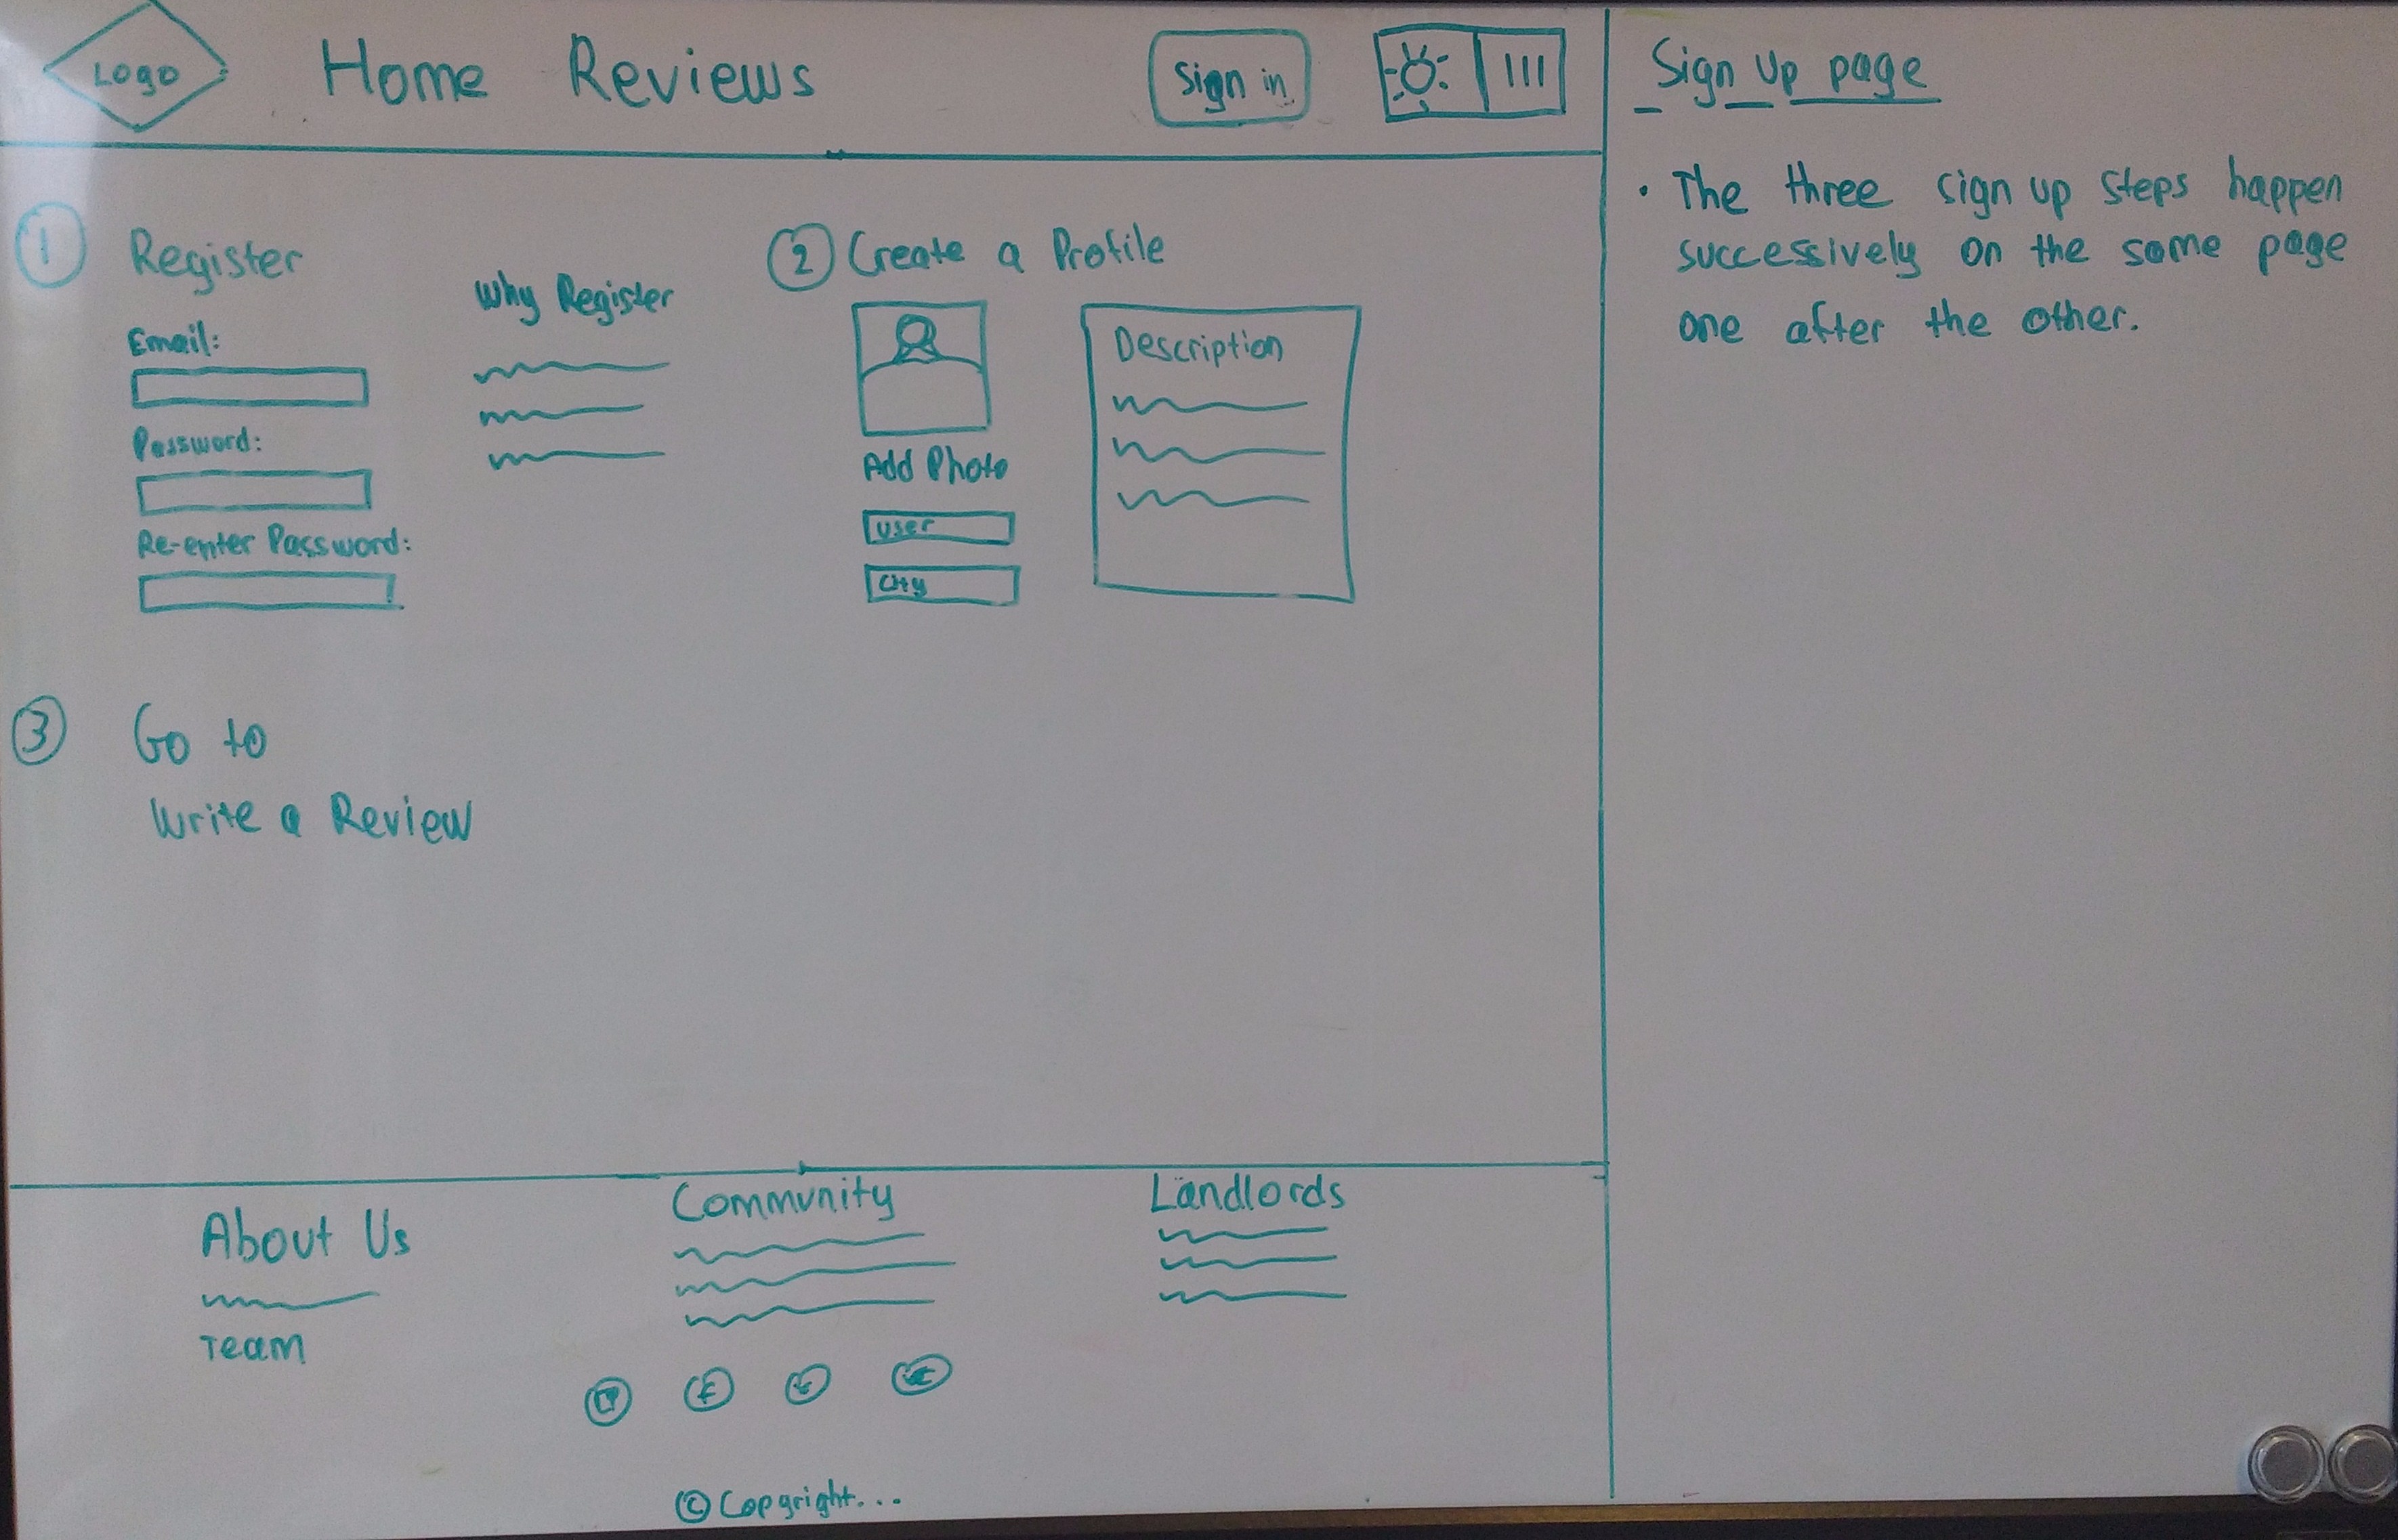 Logo
Home Reviews
Sign in
Sign Up page
• The three sign up steps happen
successively on the same page
one after the other.
1 Register
Email:
Password:
Re-enter Password:
Why Register
2 Create a Profile
Add Photo
user
City
Description
3 Go to
Write a Review
About Us
Team
Community
Landlords
© Copyright...